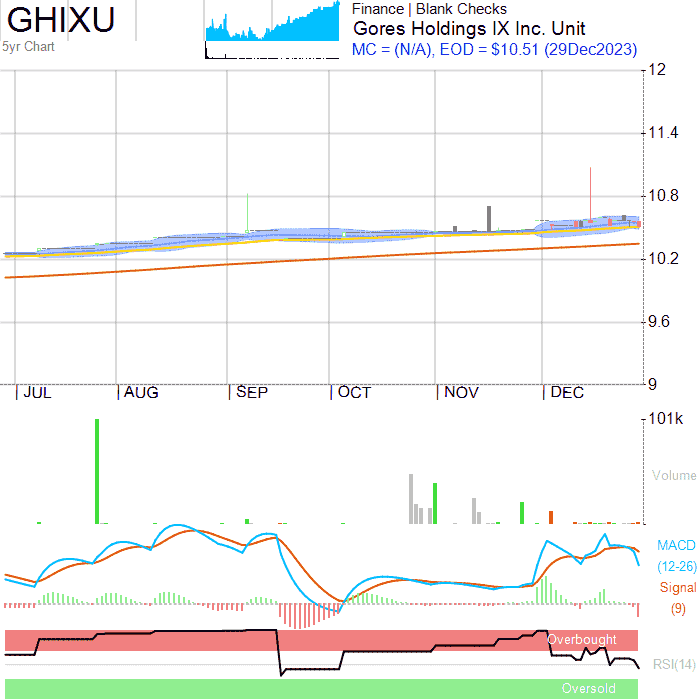 GHIXU
5yr Chart
Finance | Blank Checks
Gores Holdings IX Inc. Unit
MC = (N/A), EOD = $10.51 (29Dec2023)
12
11.4
10.8
10.2
9.6
9
JUL AUG SEP OCT NOV DEC
101k
Volume
MACD
(12-26)
Signal
(9)
Overbought
RSI(14)
Oversold